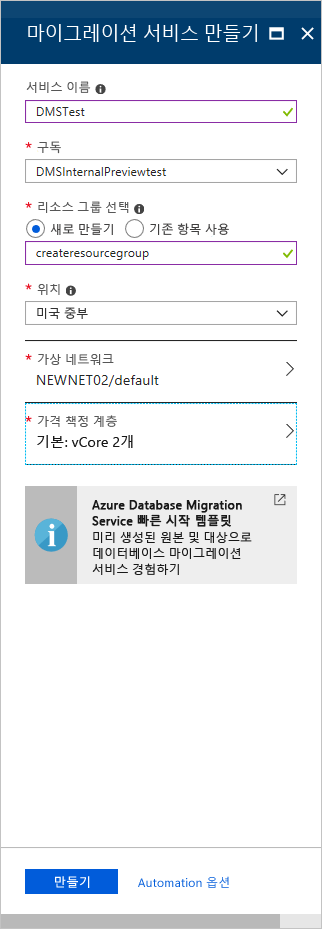 마이그레이션 서비스 만들기
서비스 이름
DMSTest
* 구독
DMSInternalPreviewtest
* 리소스 그룹 선택
새로 만들기 기존 항목 사용
createresourcegroup
* 위치
미국 중부
* 가상 네트워크
NEWNET02/default
* 가격 책정 계층
기본: vCore 2개
Azure Database Migration
Service 빠른 시작 템플릿
미리 생성된 원본 및 대상으로
데이터베이스 마이그레이션
서비스 경험하기
만들기 Automation 옵션